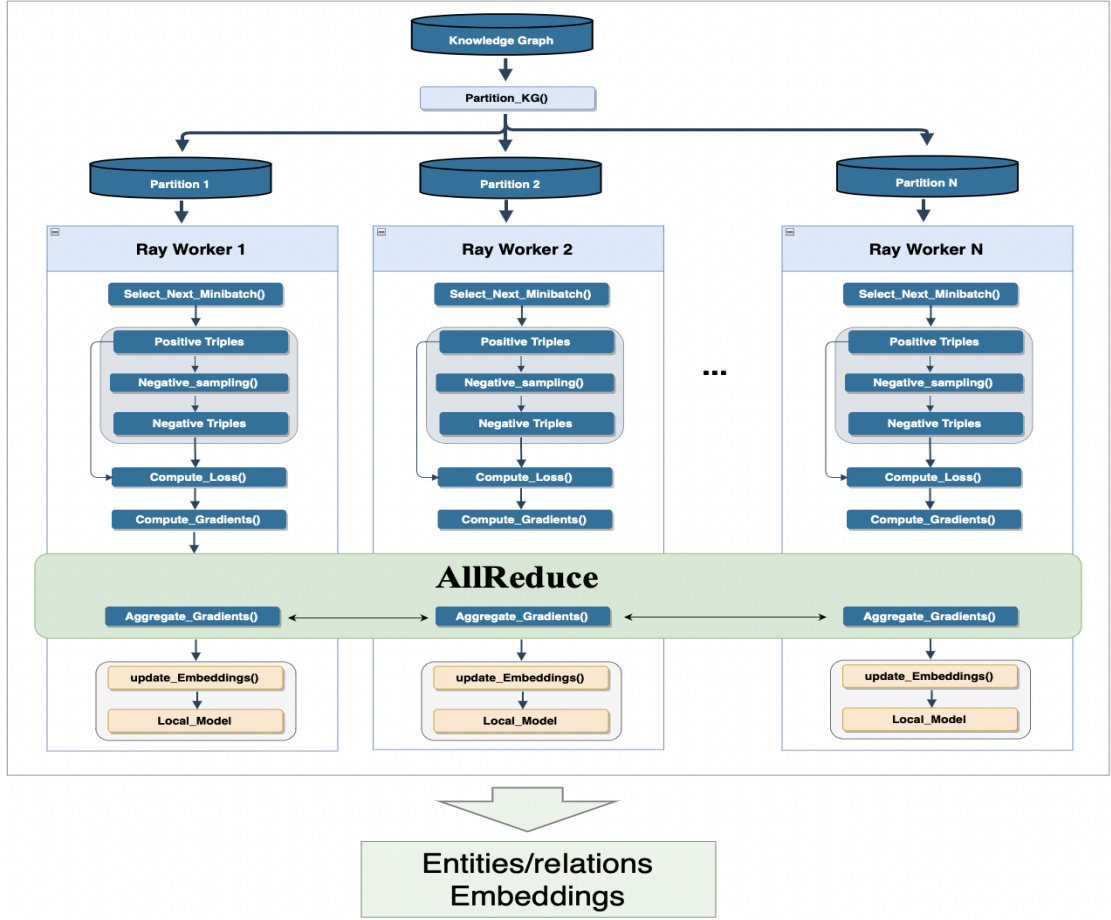 Knowledge Graph
Partition_KG()
Partition 1
Partition 2
Partition N
Ray Worker 1
Select_Next_Minibatch()
Positive Triples
Negative_sampling()
Negative Triples
Compute_Loss()
Compute_Gradients()
Ray Worker 2
Select_Next_Minibatch()
Positive Triples
Negative_sampling()
Negative Triples
Compute_Loss()
Compute_Gradients()
...
Ray Worker N
Select_Next_Minibatch()
Positive Triples
Negative_sampling()
Negative Triples
Compute_Loss()
Compute_Gradients()
AllReduce
Aggregate_Gradients()
Aggregate_Gradients()
Aggregate_Gradients()
update_Embeddings()
Local_Model
update_Embeddings()
Local_Model
update_Embeddings()
Local_Model
Entities/relations
Embeddings